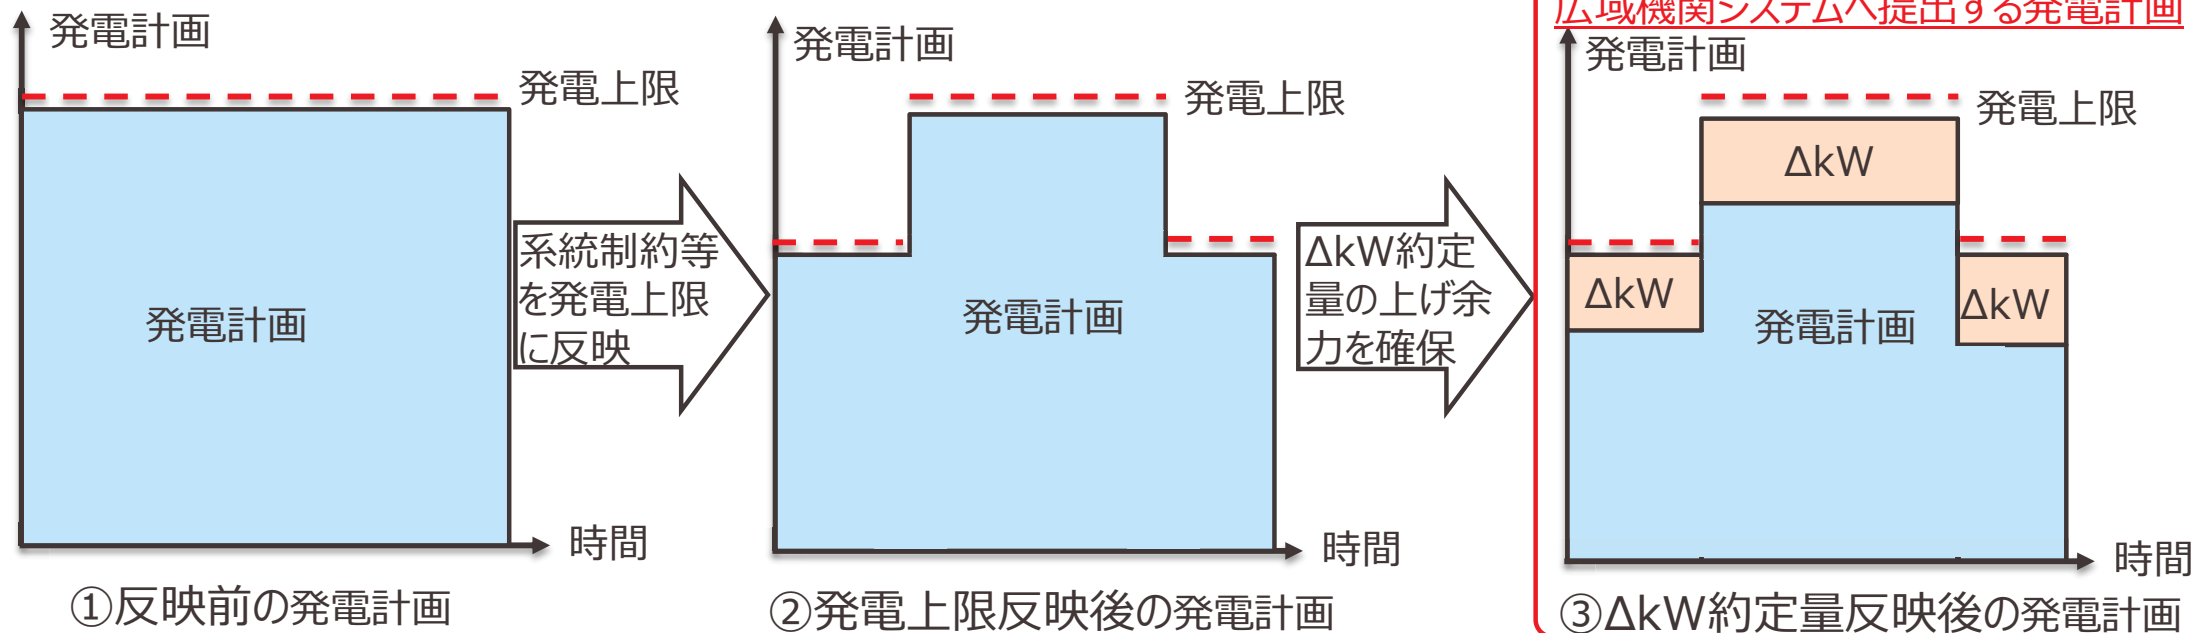 発電計画
発電上限
発電計画
時間
①反映前の発電計画
系統制約等
を発電上限
に反映
発電計画
発電上限
発電計画
時間
②発電上限反映後の発電計画
ΔkW約定
量の上げ余
力を確保
広域機関システムへ提出する発電計画
発電計画
発電上限
ΔkW
ΔkW
ΔkW
発電計画
時間
③ΔkW約定量反映後の発電計画